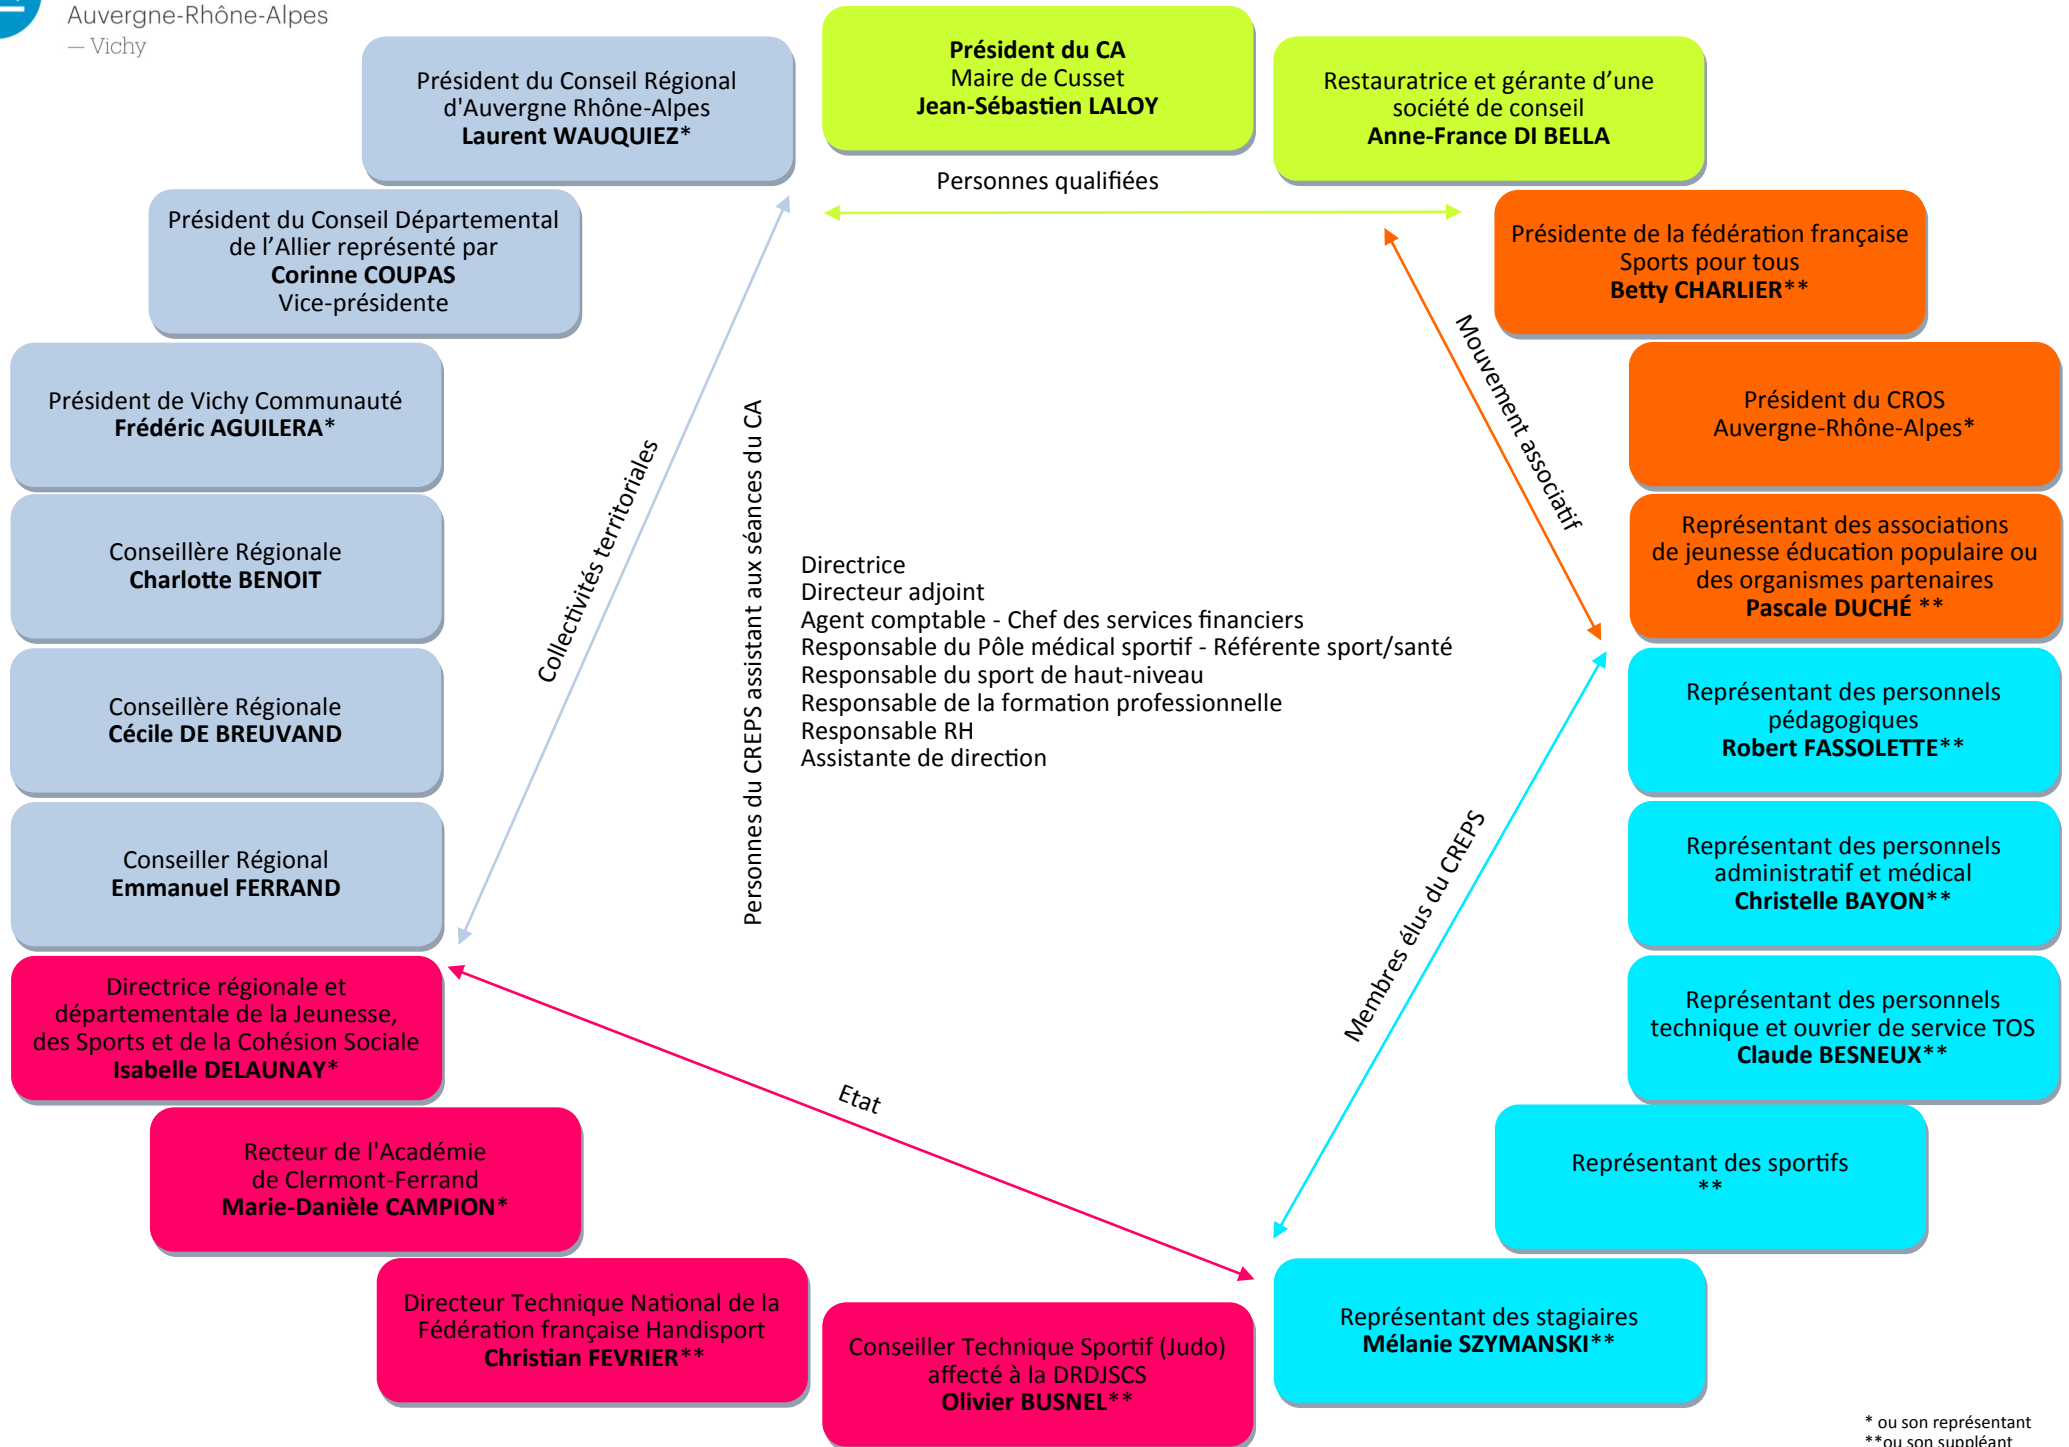 Auvergne-Rhône-Alpes
— Vichy
Président du CA
Maire de Cusset
Jean-Sébastien LALOY
Restauratrice et gérante d’une
société de conseil
Anne-France DI BELLA
Personnes qualifiées
Président du Conseil Régional
d'Auvergne Rhône-Alpes
Laurent WAUQUIEZ*
Président du Conseil Départemental
de l’Allier représenté par
Corinne COUPAS
Vice-présidente
Président de Vichy Communauté
Frédéric AGUILERA*
Conseillère Régionale
Charlotte BENOIT
Conseillère Régionale
Cécile DE BREUVAND
Conseiller Régional
Emmanuel FERRAND
Collectivités territoriales
Présidente de la fédération française
Sports pour tous
Betty CHARLIER**
Président du CROS
Auvergne-Rhône-Alpes*
Représentant des associations
de jeunesse éducation populaire ou
des organismes partenaires
Pascale DUCHÉ **
Mouvement associatif
Personnes du CREPS assistant aux séances du CA
Directrice
Directeur adjoint
Agent comptable - Chef des services financiers
Responsable du Pôle médical sportif - Référente sport/santé
Responsable du sport de haut-niveau
Responsable de la formation professionnelle
Responsable RH
Assistante de direction
Représentant des personnels
pédagogiques
Robert FASSOLETTE**
Représentant des personnels
administratif et médical
Christelle BAYON**
Représentant des personnels
technique et ouvrier de service TOS
Claude BESNEUX**
Représentant des sportifs
**
Représentant des stagiaires
Mélanie SZYMANSKI**
Membres élus du CREPS
Directrice régionale et
départementale de la Jeunesse,
des Sports et de la Cohésion Sociale
Isabelle DELAUNAY*
Recteur de l'Académie
de Clermont-Ferrand
Marie-Danièle CAMPION*
Directeur Technique National de la
Fédération française Handisport
Christian FEVRIER**
Conseiller Technique Sportif (Judo)
affecté à la DRDJSCS
Olivier BUSNEL**
Etat
* ou son représentant
**ou son suppléant